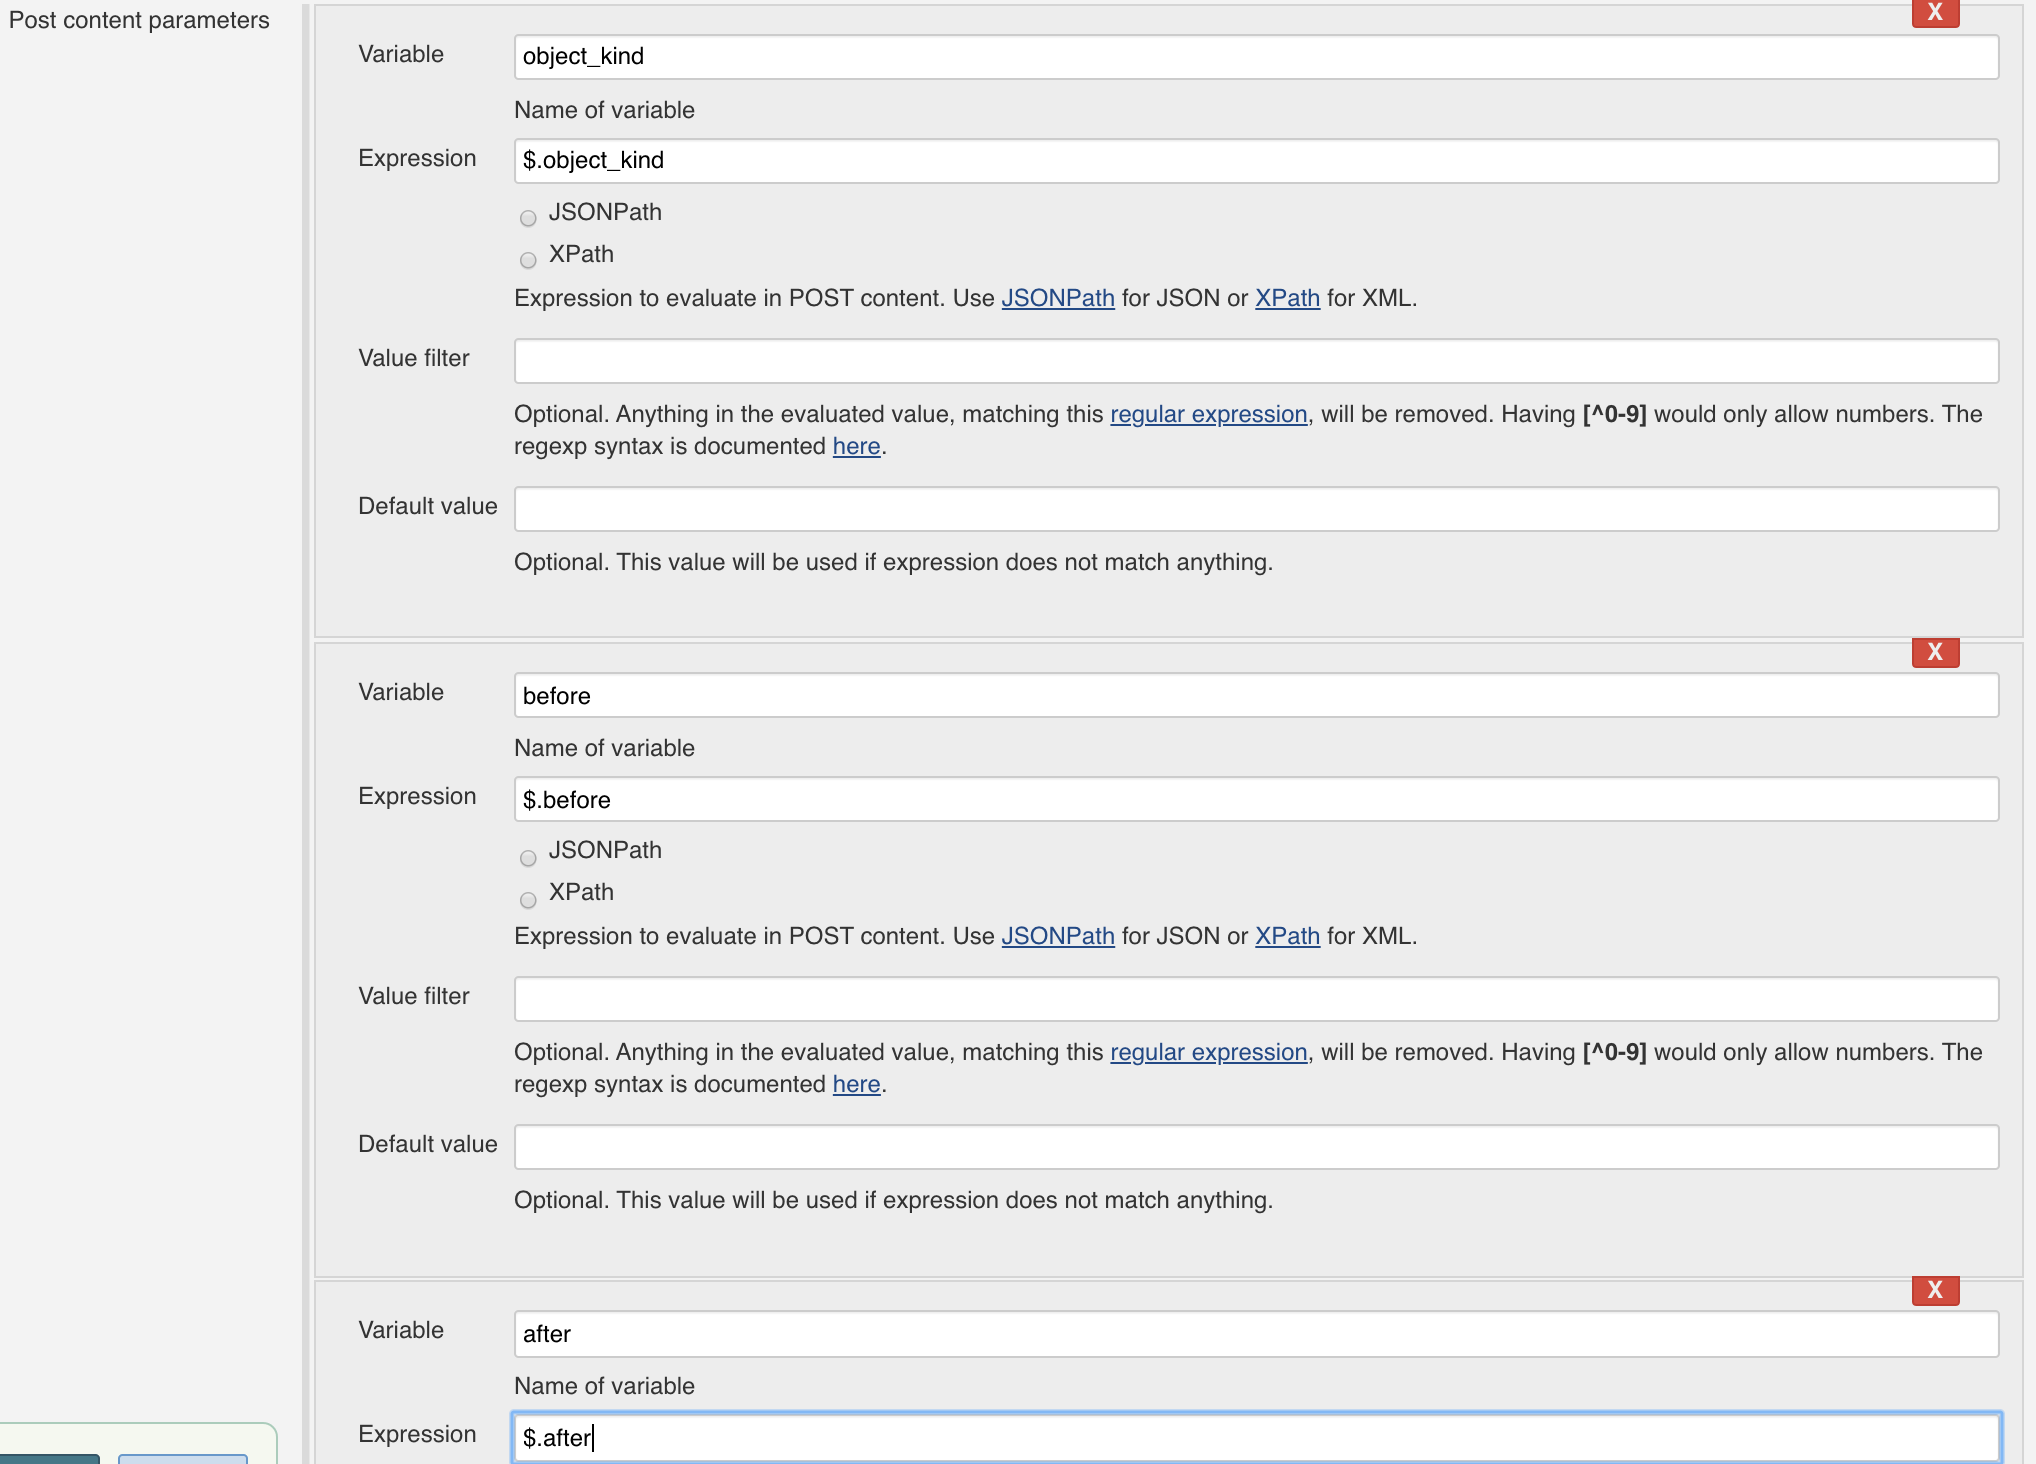 Post content parameters
X
Variable
object_kind
Name of variable
Expression
$.object_kind
JSONPath
XPath
Expression to evaluate in POST content. Use JSONPath for JSON or XPath for XML.
Value filter
Optional. Anything in the evaluated value, matching this regular expression, will be removed. Having [^0-9] would only allow numbers. The
regexp syntax is documented here.
Default value
Optional. This value will be used if expression does not match anything.
X
Variable
before
Name of variable
Expression
$.before
JSONPath
XPath
Expression to evaluate in POST content. Use JSONPath for JSON or XPath for XML.
Value filter
Optional. Anything in the evaluated value, matching this regular expression, will be removed. Having [^0-9] would only allow numbers. The
regexp syntax is documented here.
Default value
Optional. This value will be used if expression does not match anything.
X
Variable
after
Name of variable
Expression
$.after